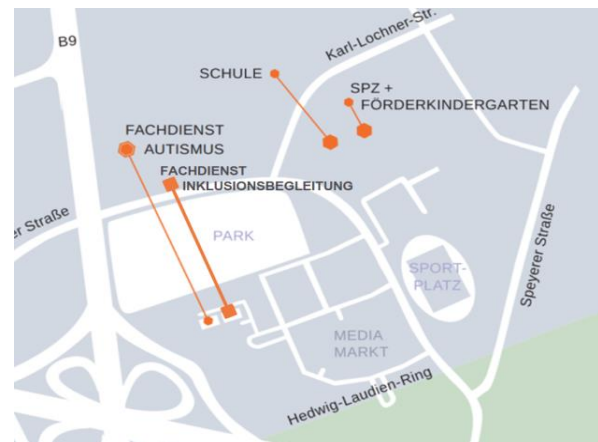 B9
Karl-Lochner-Str.
SCHULE
SPZ +
FÖRDERKINDERGARTEN
FACHDIENST
AUTISMUS
FACHDIENST
INKLUSIONSBEGLEITUNG
er Straße
PARK
SPORT-
PLATZ
Speyerer Straße
MEDIA
MARKT
Hedwig-Laudien-Ring